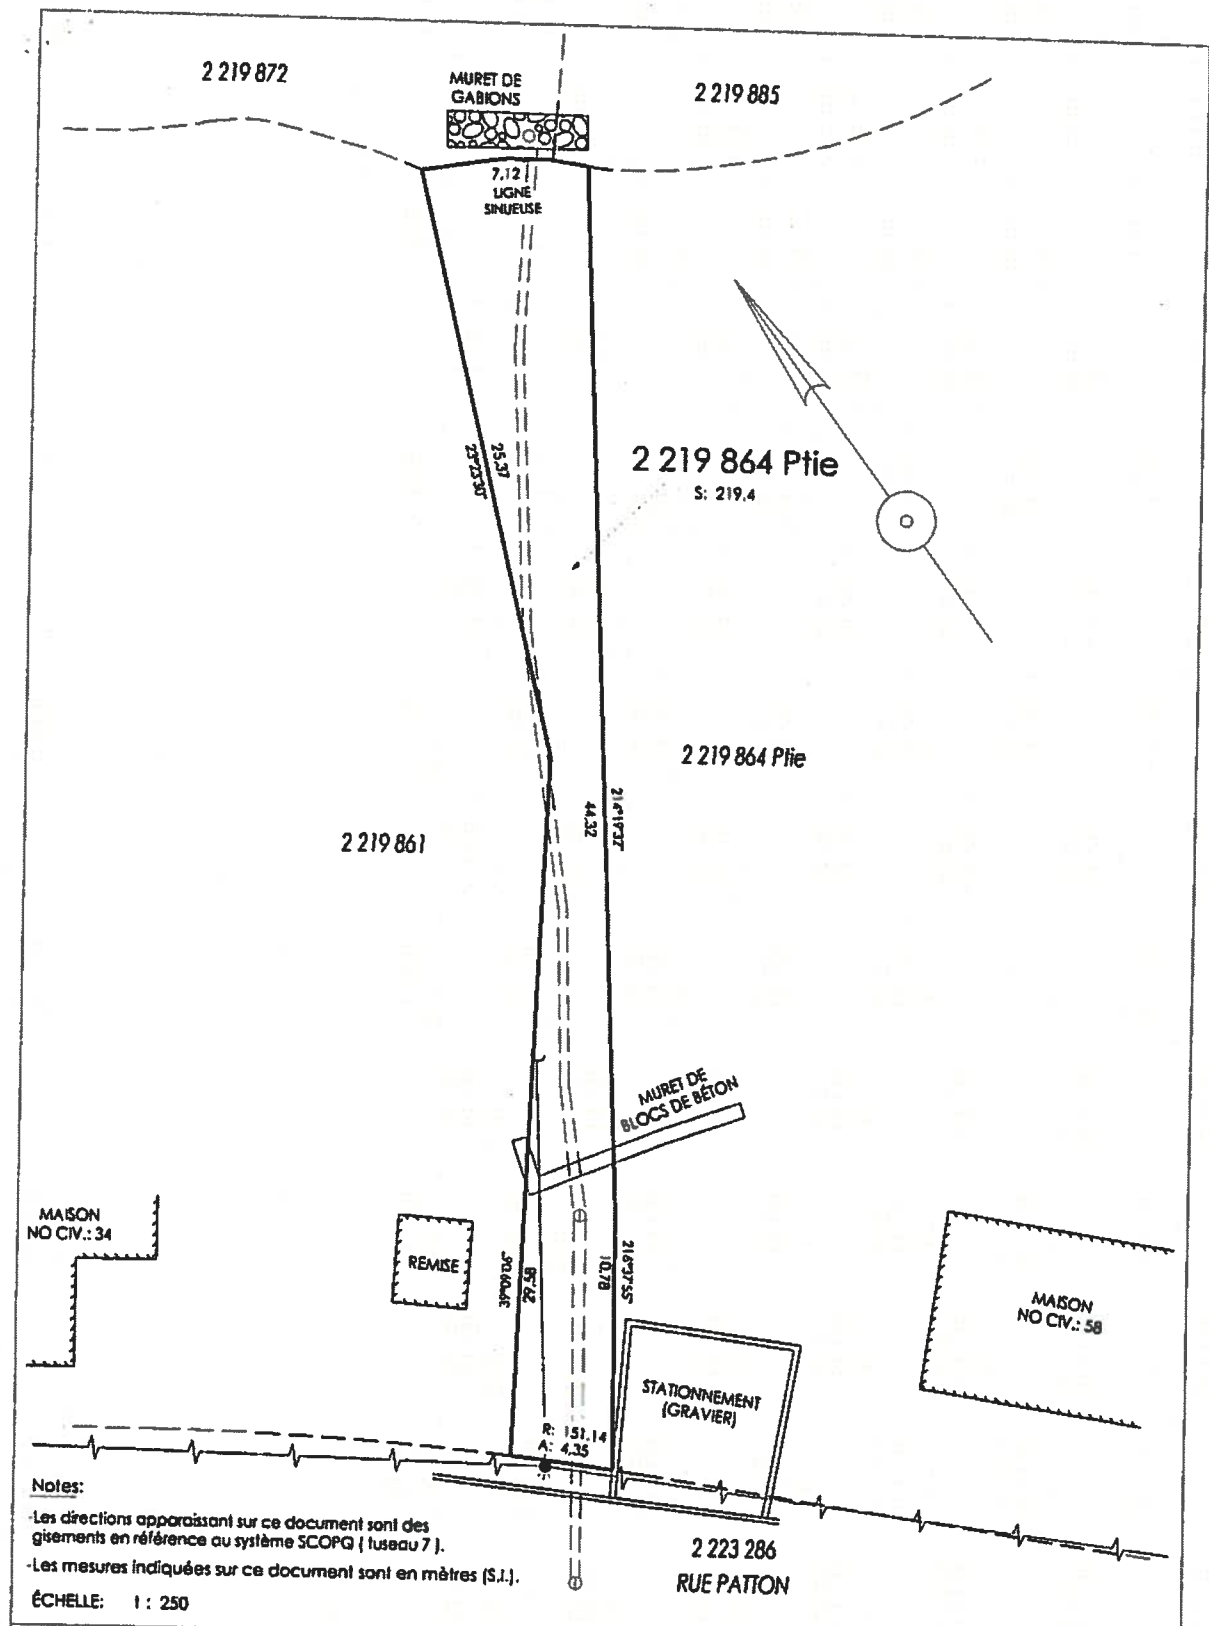 2 219 872
MURET DE
GABIONS
2 219 885
7,12
LIGNE
SINUEUSE
25,37
23°23'30"
2 219 864 Ptie
S: 219,4
2 219 864 Ptie
214°19'37"
44,32
2 219 861
MURET DE
BLOCS DE BÉTON
MAISON
NO CIV.: 34
REMISE
36°09'06"
29,58
216°37'55"
10,78
MAISON
NO CIV.: 58
STATIONNEMENT
(GRAVIER)
R: 151,14
A: 4,35
Notes:
-Les directions apparaissant sur ce document sont des
gisements en référence au système SCOPQ ( fuseau 7 ).
-Les mesures indiquées sur ce document sont en mètres (S.I.).
ÉCHELLE: 1 : 250
2 223 286
RUE PATTON